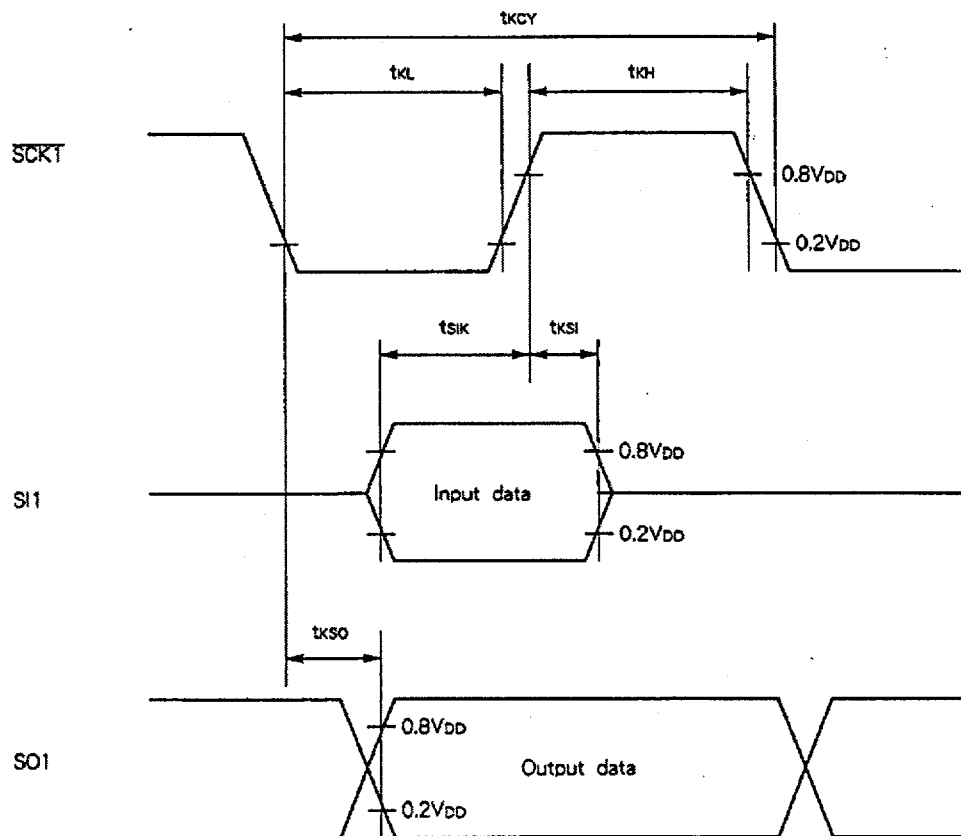 tKCY
tKL
tKH
SCK1
0.8VDD
0.2VDD
tSIK
tKSI
0.8VDD
SI1
Input data
0.2VDD
tKSO
0.8VDD
SO1
Output data
0.2VDD